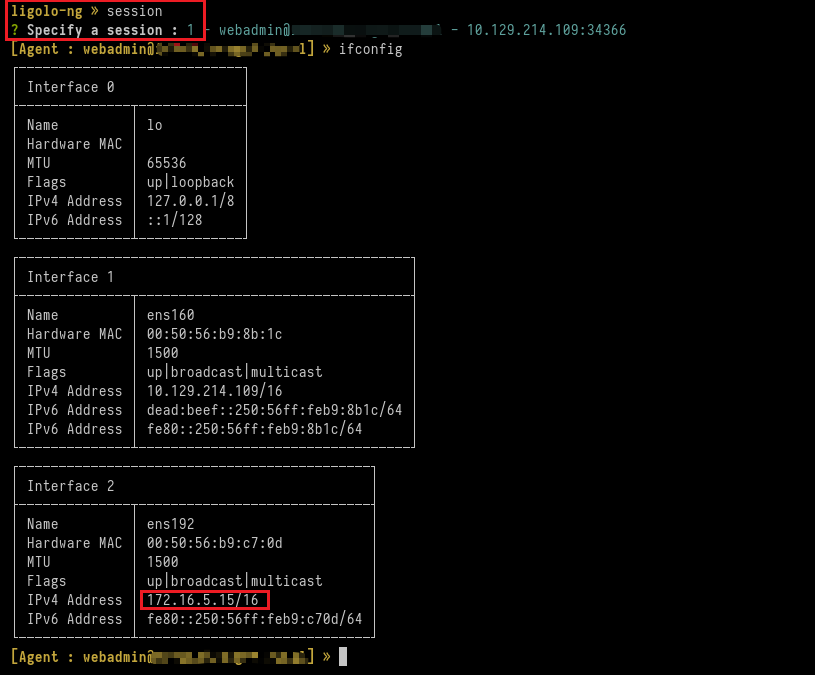 ligolo-ng » session
? Specify a session : 1 - webadmin@ - 10.129.214.109:34366
[Agent : webadmin@l] » ifconfig
Interface 0
Name lo
Hardware MAC
MTU 65536
Flags up|loopback
IPv4 Address 127.0.0.1/8
IPv6 Address ::1/128
Interface 1
Name ens160
Hardware MAC 00:50:56:b9:8b:1c
MTU 1500
Flags up|broadcast|multicast
IPv4 Address 10.129.214.109/16
IPv6 Address dead:beef::250:56ff:feb9:8b1c/64
IPv6 Address fe80::250:56ff:feb9:8b1c/64
Interface 2
Name ens192
Hardware MAC 00:50:56:b9:c7:0d
MTU 1500
Flags up|broadcast|multicast
IPv4 Address 172.16.5.15/16
IPv6 Address fe80::250:56ff:feb9:c70d/64
[Agent : webadmin@] »